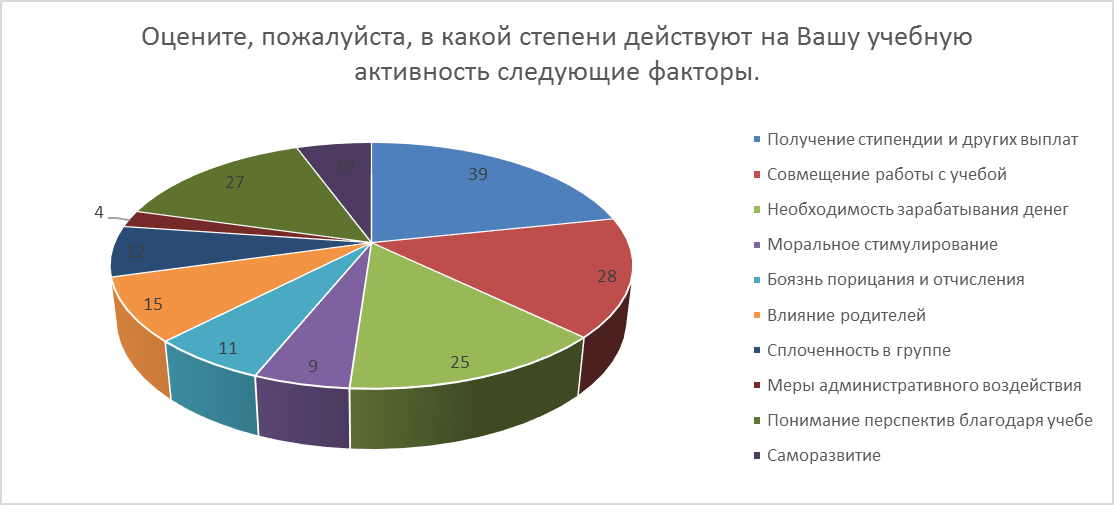 Оцените, пожалуйста, в какой степени действуют на Вашу учебную
активность следующие факторы.
39
28
25
9
11
15
12
4
27
10
Получение стипендии и других выплат
Совмещение работы с учебой
Необходимость зарабатывания денег
Моральное стимулирование
Боязнь порицания и отчисления
Влияние родителей
Сплоченность в группе
Меры административного воздействия
Понимание перспектив благодаря учебе
Саморазвитие